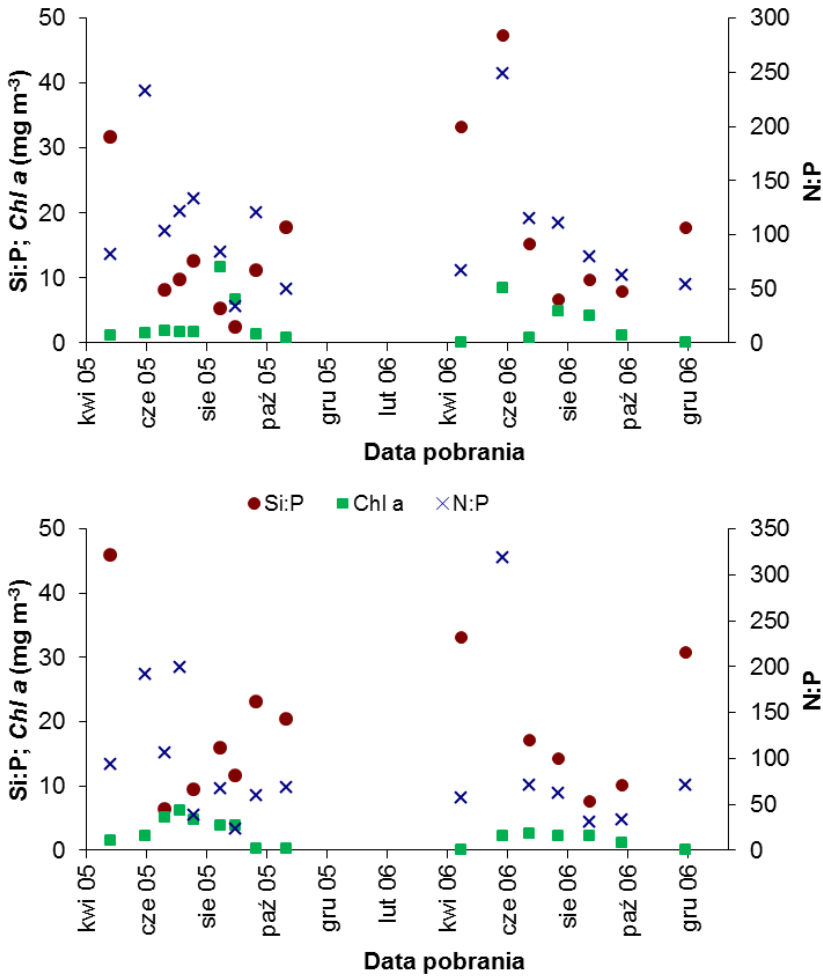 50
40
30
20
10
0
Si:P; Chl a (mg m-3)
300
250
200
150
100
50
0
N:P
kwi 05
cze 05
sie 05
paź 05
gru 05
lut 06
kwi 06
cze 06
sie 06
paź 06
gru 06
Data pobrania
Si:P Chl a N:P
50
40
30
20
10
0
Si:P; Chl a (mg m-3)
350
300
250
200
150
100
50
0
N:P
kwi 05
cze 05
sie 05
paź 05
gru 05
lut 06
kwi 06
cze 06
sie 06
paź 06
gru 06
Data pobrania